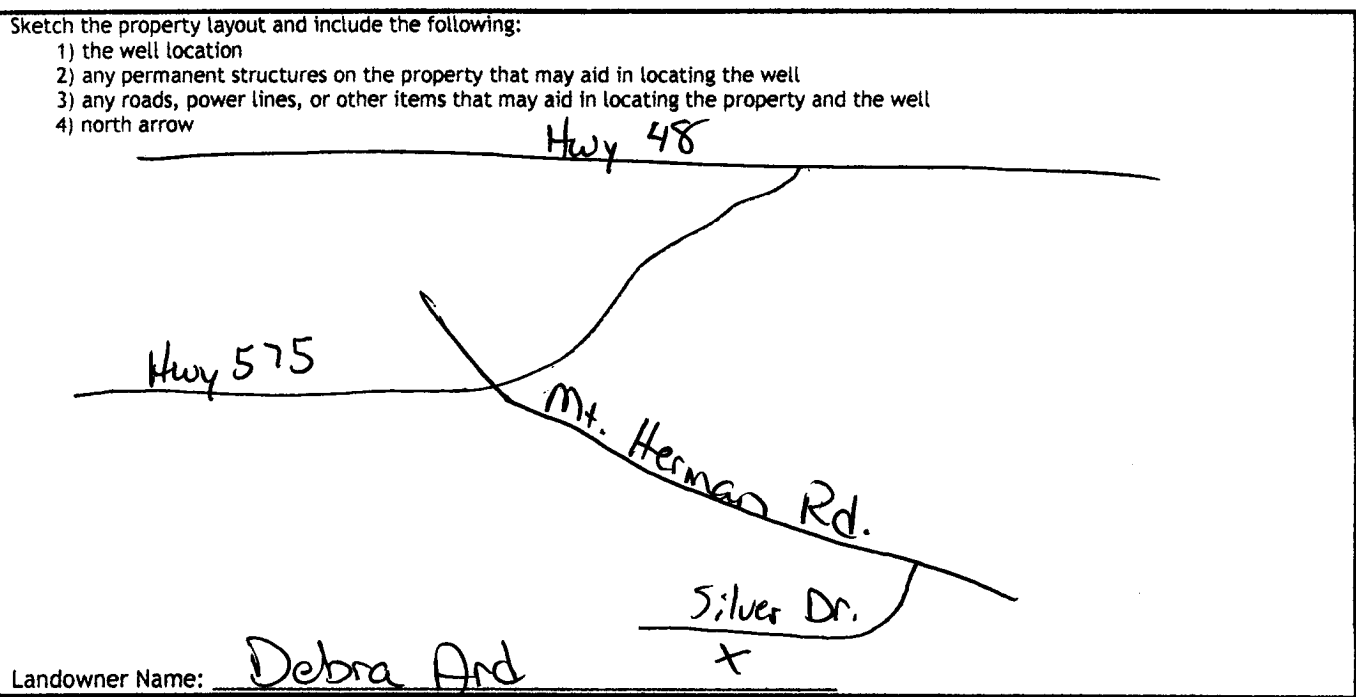 Sketch the property layout and include the following:
1) the well location
2) any permanent structures on the property that may aid in locating the well
3) any roads, power lines, or other items that may aid in locating the property and the well
4) north arrow
Hwy 48
Hwy 575
Mt. Herman Rd.
Silver Dr.
X
Landowner Name: Debra Ard